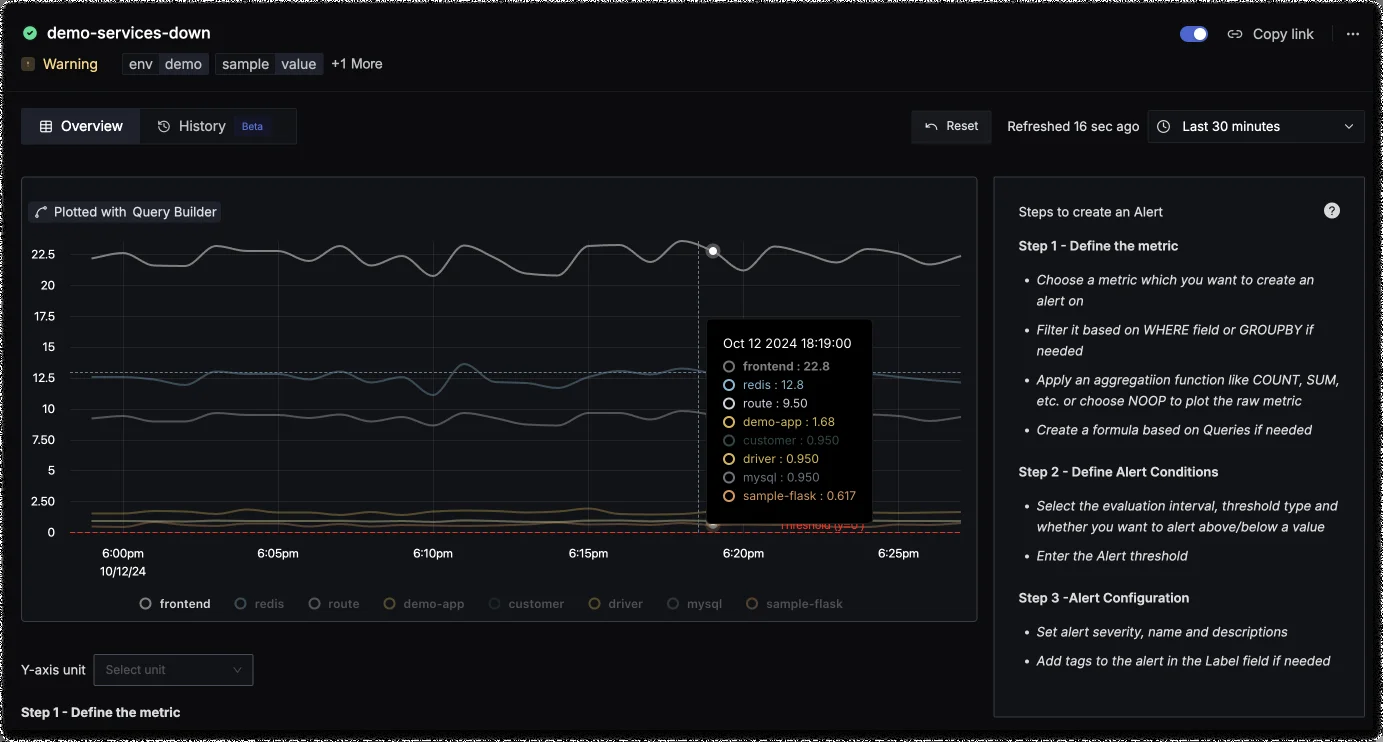 demo-services-down
Copy link
Warning env demo sample value +1 More
Overview History Beta
Reset Refreshed 16 sec ago Last 30 minutes
Plotted with Query Builder
22.5
20
17.5
15
12.5
10
7.50
5
2.50
0
Oct 12 2024 18:19:00
frontend : 22.8
redis : 12.8
route : 9.50
demo-app : 1.68
customer : 0.950
driver : 0.950
mysql : 0.950
sample-flask : 0.617
Threshold (y=0 )
6:00pm 6:05pm 6:10pm 6:15pm 6:20pm 6:25pm
10/12/24
frontend redis route demo-app customer driver mysql sample-flask
Y-axis unit Select unit
Step 1 - Define the metric
Steps to create an Alert ?
Step 1 - Define the metric
• Choose a metric which you want to create an
alert on
• Filter it based on WHERE field or GROUPBY if
needed
• Apply an aggregatiion function like COUNT, SUM,
etc. or choose NOOP to plot the raw metric
• Create a formula based on Queries if needed
Step 2 - Define Alert Conditions
• Select the evaluation interval, threshold type and
whether you want to alert above/below a value
• Enter the Alert threshold
Step 3 -Alert Configuration
• Set alert severity, name and descriptions
• Add tags to the alert in the Label field if needed